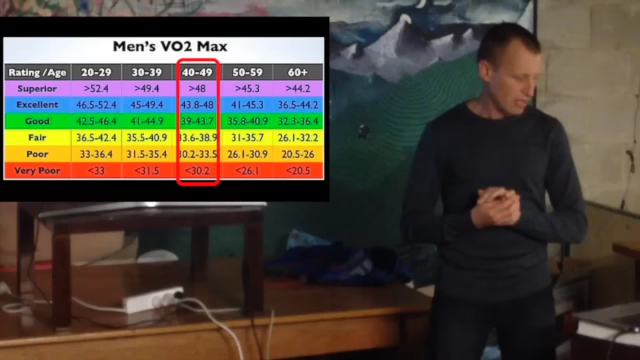 Men's VO2 Max
Rating /Age 20-29 30-39 40-49 50-59 60+
Superior >52.4 >49.4 >48 >45.3 >44.2
Excellent 46.5-52.4 45-49.4 43.8-48 41-45.3 36.5-44.2
Good 42.5-46.4 41-44.9 39-43.7 35.8-40.9 32.3-36.4
Fair 36.5-42.4 35.5-40.9 33.6-38.9 31-35.7 26.1-32.2
Poor 33-36.4 31.5-35.4 30.2-33.5 26.1-30.9 20.5-26
Very Poor <33 <31.5 <30.2 <26.1 <20.5